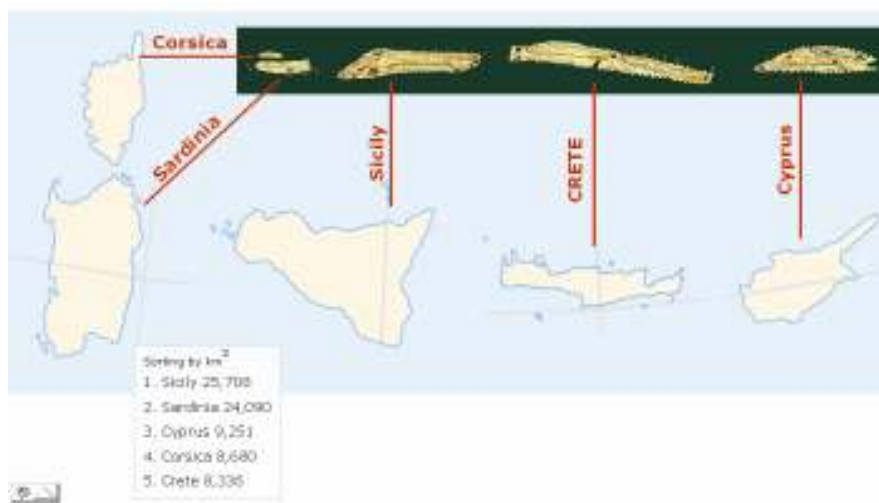 Corsica
Sardinia
Sicily
CRETE
Cyprus
Sorting by km²
1. Sicily 25,708
2. Sardinia 24,090
3. Cyprus 9,251
4. Corsica 8,680
5. Crete 8,336